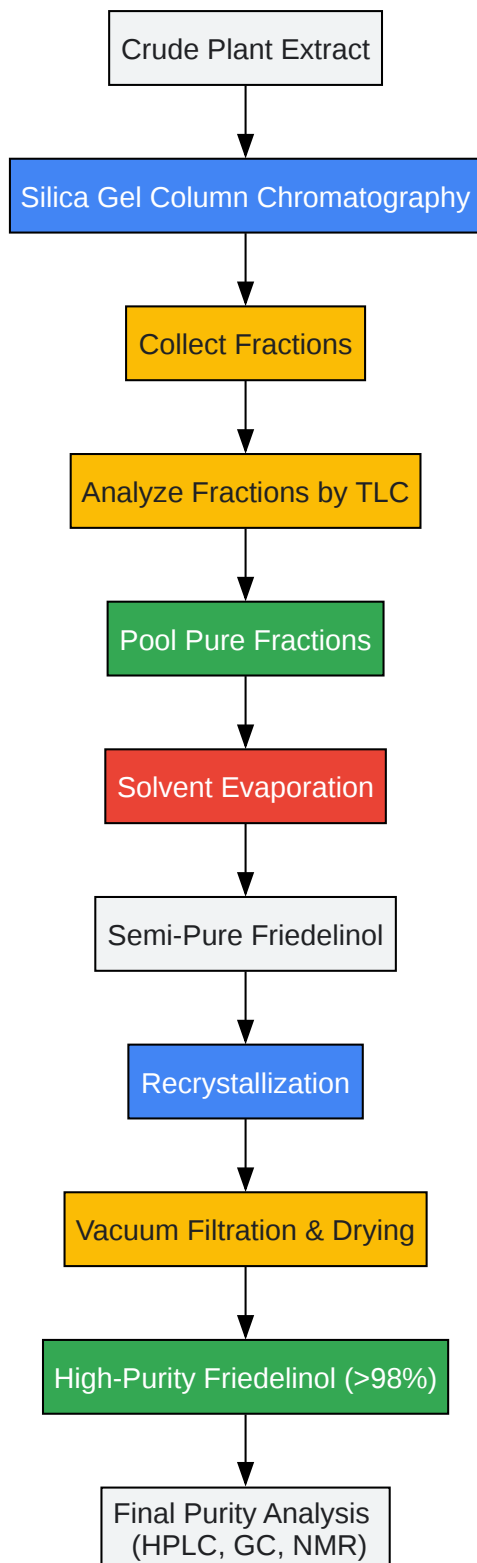 Crude Plant Extract
Silica Gel Column Chromatography
Collect Fractions
Analyze Fractions by TLC
Pool Pure Fractions
Solvent Evaporation
Semi-Pure Friedelinol
Recrystallization
Vacuum Filtration & Drying
High-Purity Friedelinol (>98%)
Final Purity Analysis
(HPLC, GC, NMR)